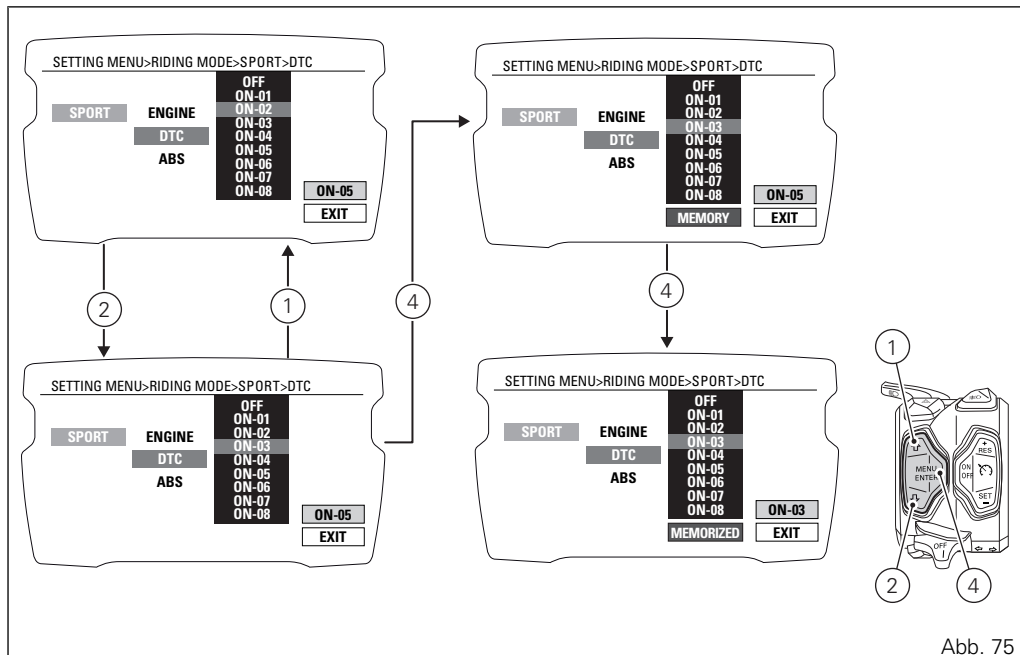 SETTING MENU>RIDING MODE>SPORT>DTC
OFF
ON-01
SPORT ENGINE ON-02
ON-03
DTC ON-04
ON-05
ABS ON-06
ON-07
ON-08 ON-05
EXIT
SETTING MENU>RIDING MODE>SPORT>DTC
OFF
ON-01
SPORT ENGINE ON-02
ON-03
DTC ON-04
ON-05
ABS ON-06
ON-07
ON-08 ON-05
MEMORY EXIT
2
1
4
4
SETTING MENU>RIDING MODE>SPORT>DTC
OFF
ON-01
SPORT ENGINE ON-02
ON-03
DTC ON-04
ON-05
ABS ON-06
ON-07
ON-08 ON-05
EXIT
SETTING MENU>RIDING MODE>SPORT>DTC
OFF
ON-01
SPORT ENGINE ON-02
ON-03
DTC ON-04
ON-05
ABS ON-06
ON-07
ON-08 ON-03
MEMORIZED EXIT
1
+
RES
MENU
ENTER
ON
OFF
SET
-
OFF
2
4
Abb. 75